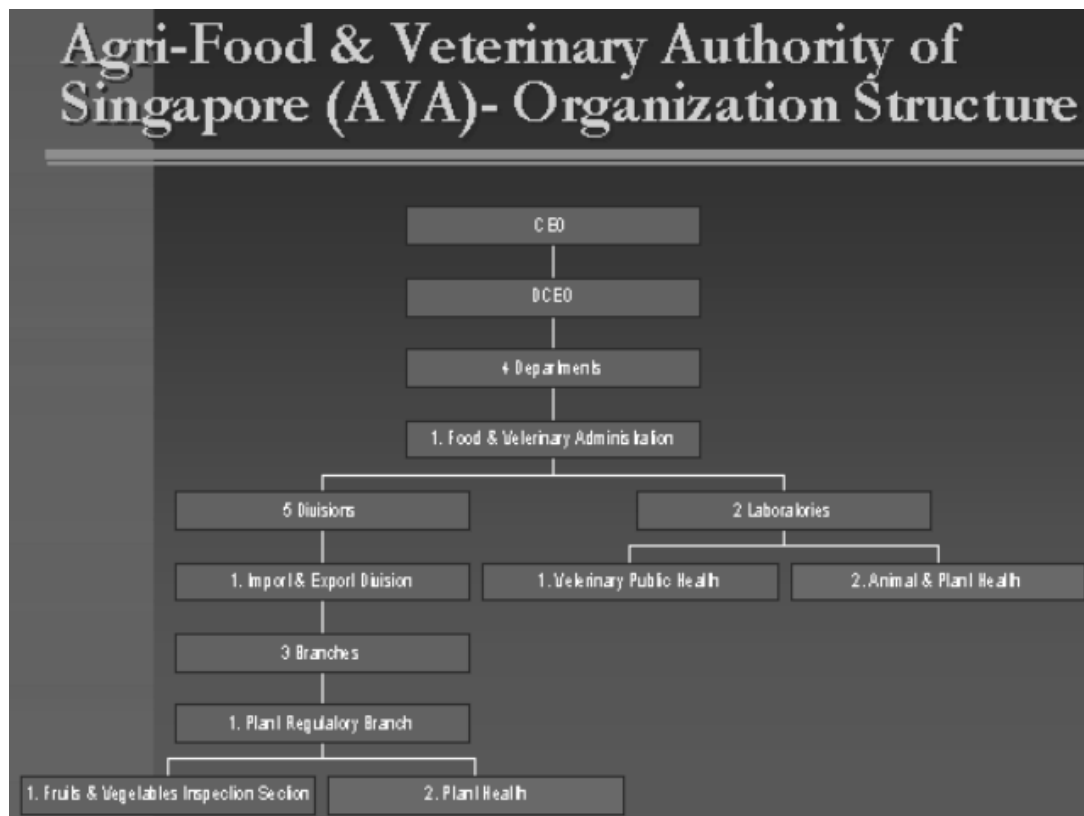 Agri-Food & Veterinary Authority of
Singapore (AVA)- Organization Structure
CEO
DCEO
4 Departments
1. Food & Veterinary Administration
5 Divisions
2 Laboratories
1. Import & Export Division
1. Veterinary Public Health
2. Animal & Plant Health
3 Branches
1. Plant Regulatory Branch
1. Fruits & Vegetables Inspection Section
2. Plant Health